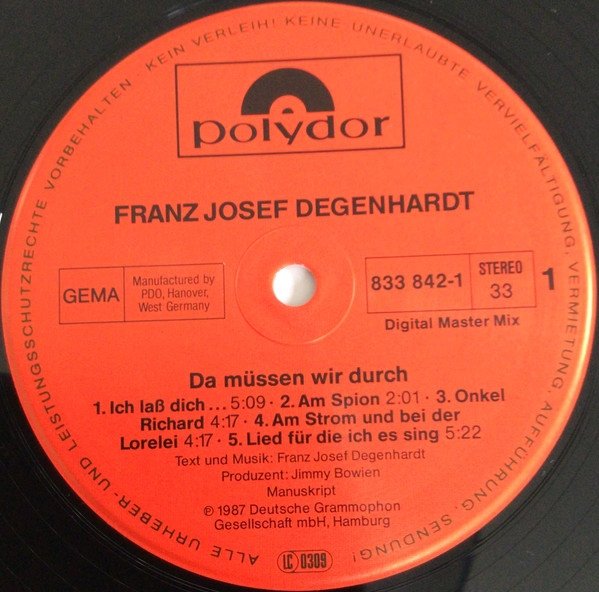 ALLE URHEBER- UND LEISTUNGSSCHUTZRECHTE VORBEHALTEN · KEIN VERLEIH! KEINE UNERLAUBTE VERVIELFÄLTIGUNG, VERMIETUNG, AUFFÜHRUNG, SENDUNG!
polydor
FRANZ JOSEF DEGENHARDT
GEMA
Manufactured by
PDO, Hanover,
West Germany
833 842-1
STEREO
33
1
Digital Master Mix
Da müssen wir durch
1. Ich laß dich ... 5:09 · 2. Am Spion 2:01 · 3. Onkel
Richard 4:17 · 4. Am Strom und bei der
Lorelei 4:17 · 5. Lied für die ich es sing 5:22
Text und Musik: Franz Josef Degenhardt
Produzent: Jimmy Bowien
Manuskript
℗ 1987 Deutsche Grammophon
Gesellschaft mbH, Hamburg
LC 0309